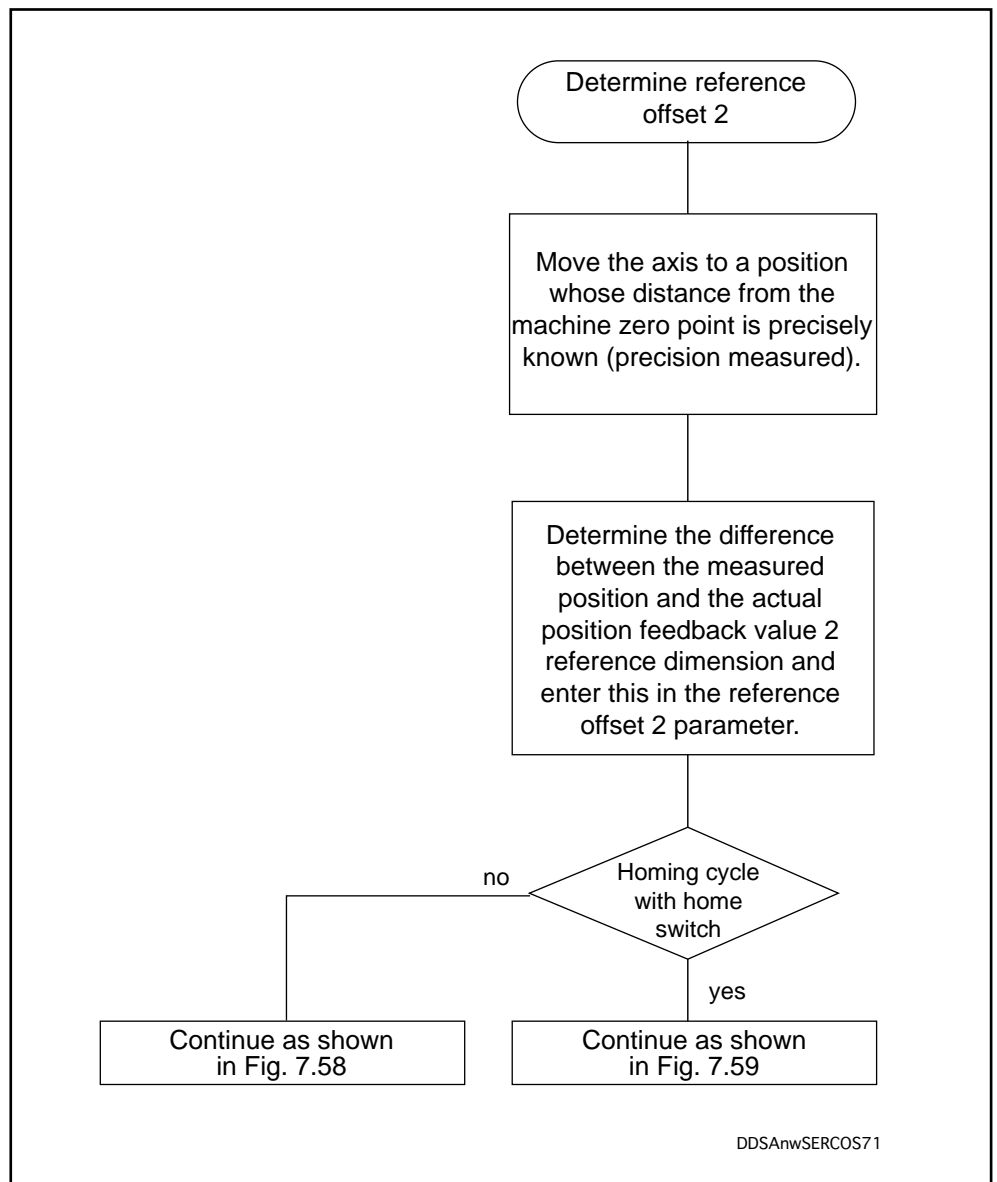 Determine reference
offset 2
Move the axis to a position
whose distance from the
machine zero point is precisely
known (precision measured).
Determine the difference
between the measured
position and the actual
position feedback value 2
reference dimension and
enter this in the reference
offset 2 parameter.
Homing cycle
with home
switch
no
yes
Continue as shown
in Fig. 7.58
Continue as shown
in Fig. 7.59
DDSAnwSERCOS71